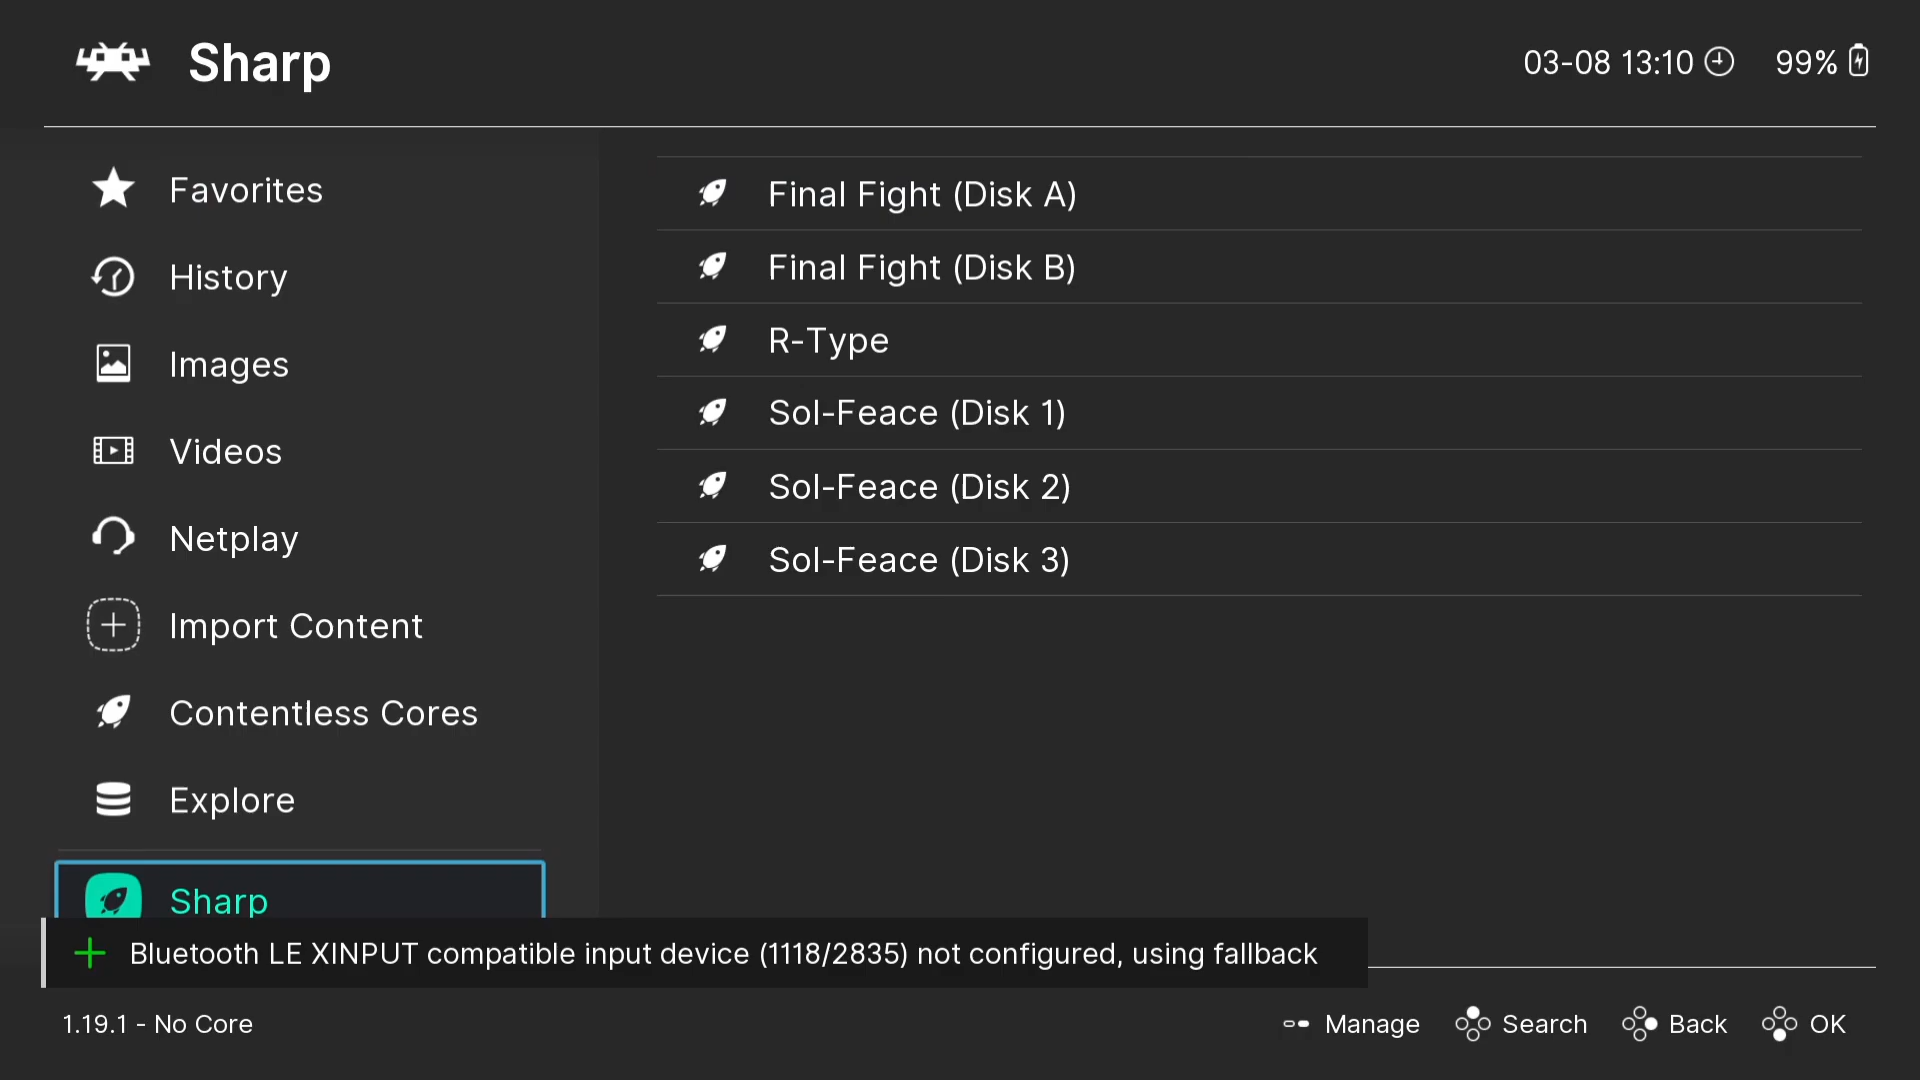 Sharp
03-08 13:10
99%
Favorites
History
Images
Videos
Netplay
Import Content
Contentless Cores
Explore
Sharp
Final Fight (Disk A)
Final Fight (Disk B)
R-Type
Sol-Feace (Disk 1)
Sol-Feace (Disk 2)
Sol-Feace (Disk 3)
Bluetooth LE XINPUT compatible input device (1118/2835) not configured, using fallback
1.19.1 - No Core
Manage
Search
Back
OK